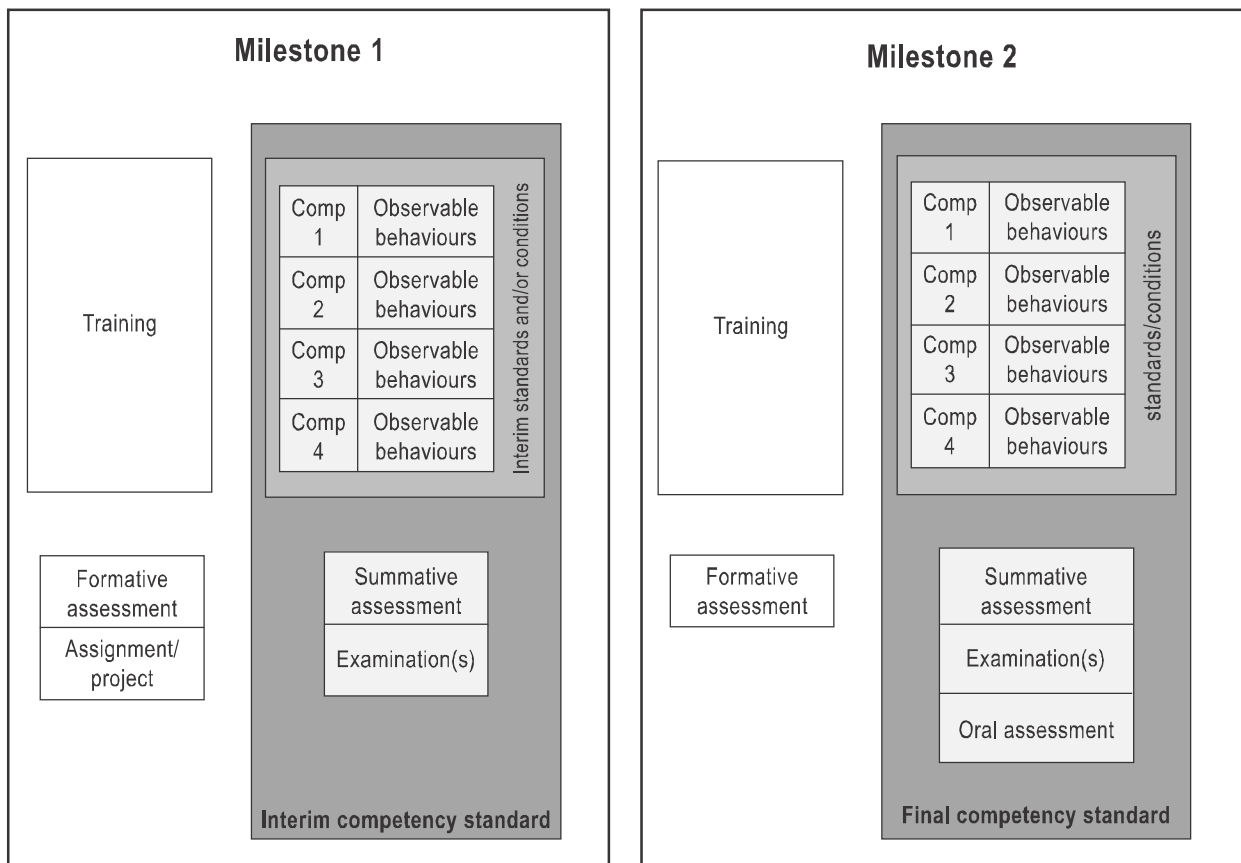 Milestone 1
Training
Comp
1
Observable
behaviours
Comp
2
Observable
behaviours
Comp
3
Observable
behaviours
Comp
4
Observable
behaviours
Interim standards and/or conditions
Formative
assessment
Assignment/
project
Summative
assessment
Examination(s)
Interim competency standard
Milestone 2
Training
Comp
1
Observable
behaviours
Comp
2
Observable
behaviours
Comp
3
Observable
behaviours
Comp
4
Observable
behaviours
standards/conditions
Formative
assessment
Summative
assessment
Examination(s)
Oral assessment
Final competency standard